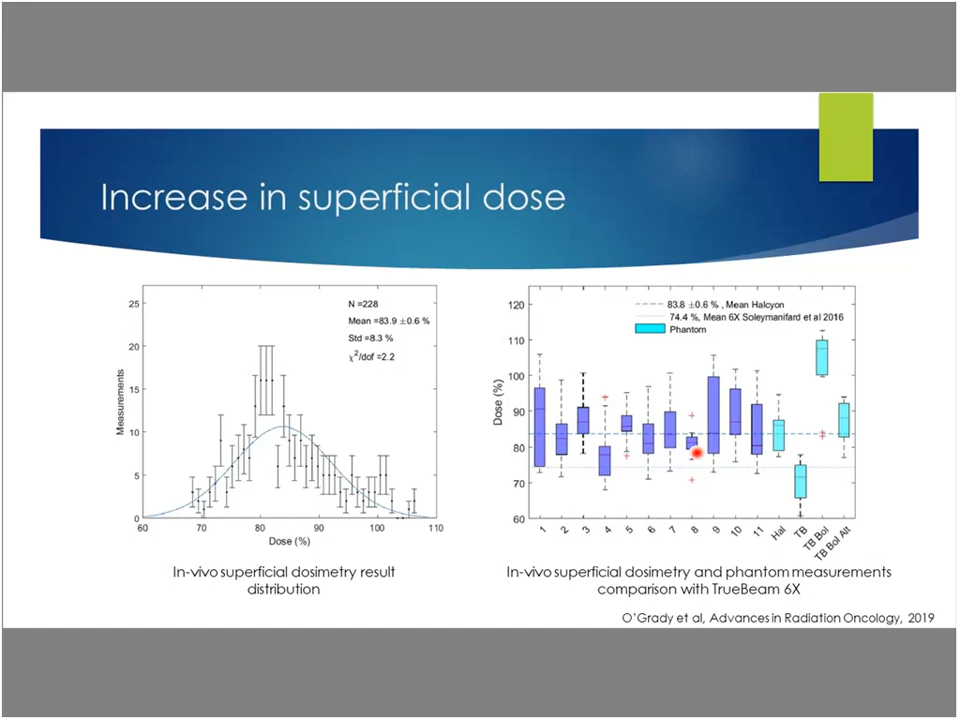 Increase in superficial dose
N =228
Mean =83.9 ±0.6 %
Std =8.3 %
χ²/dof =2.2
Measurements
25
20
15
10
5
0
60 70 80 90 100 110
Dose (%)
In-vivo superficial dosimetry result
distribution
83.8 ±0.6 % , Mean Halcyon
74.4 %, Mean 6X Soleymanifard et al 2016
Phantom
Dose (%)
120
110
100
90
80
70
60
1 2 3 4 5 6 7 8 9 10 11 Hal TB TB Bol TB Bol Alt
In-vivo superficial dosimetry and phantom measurements
comparison with TrueBeam 6X
O'Grady et al, Advances in Radiation Oncology, 2019